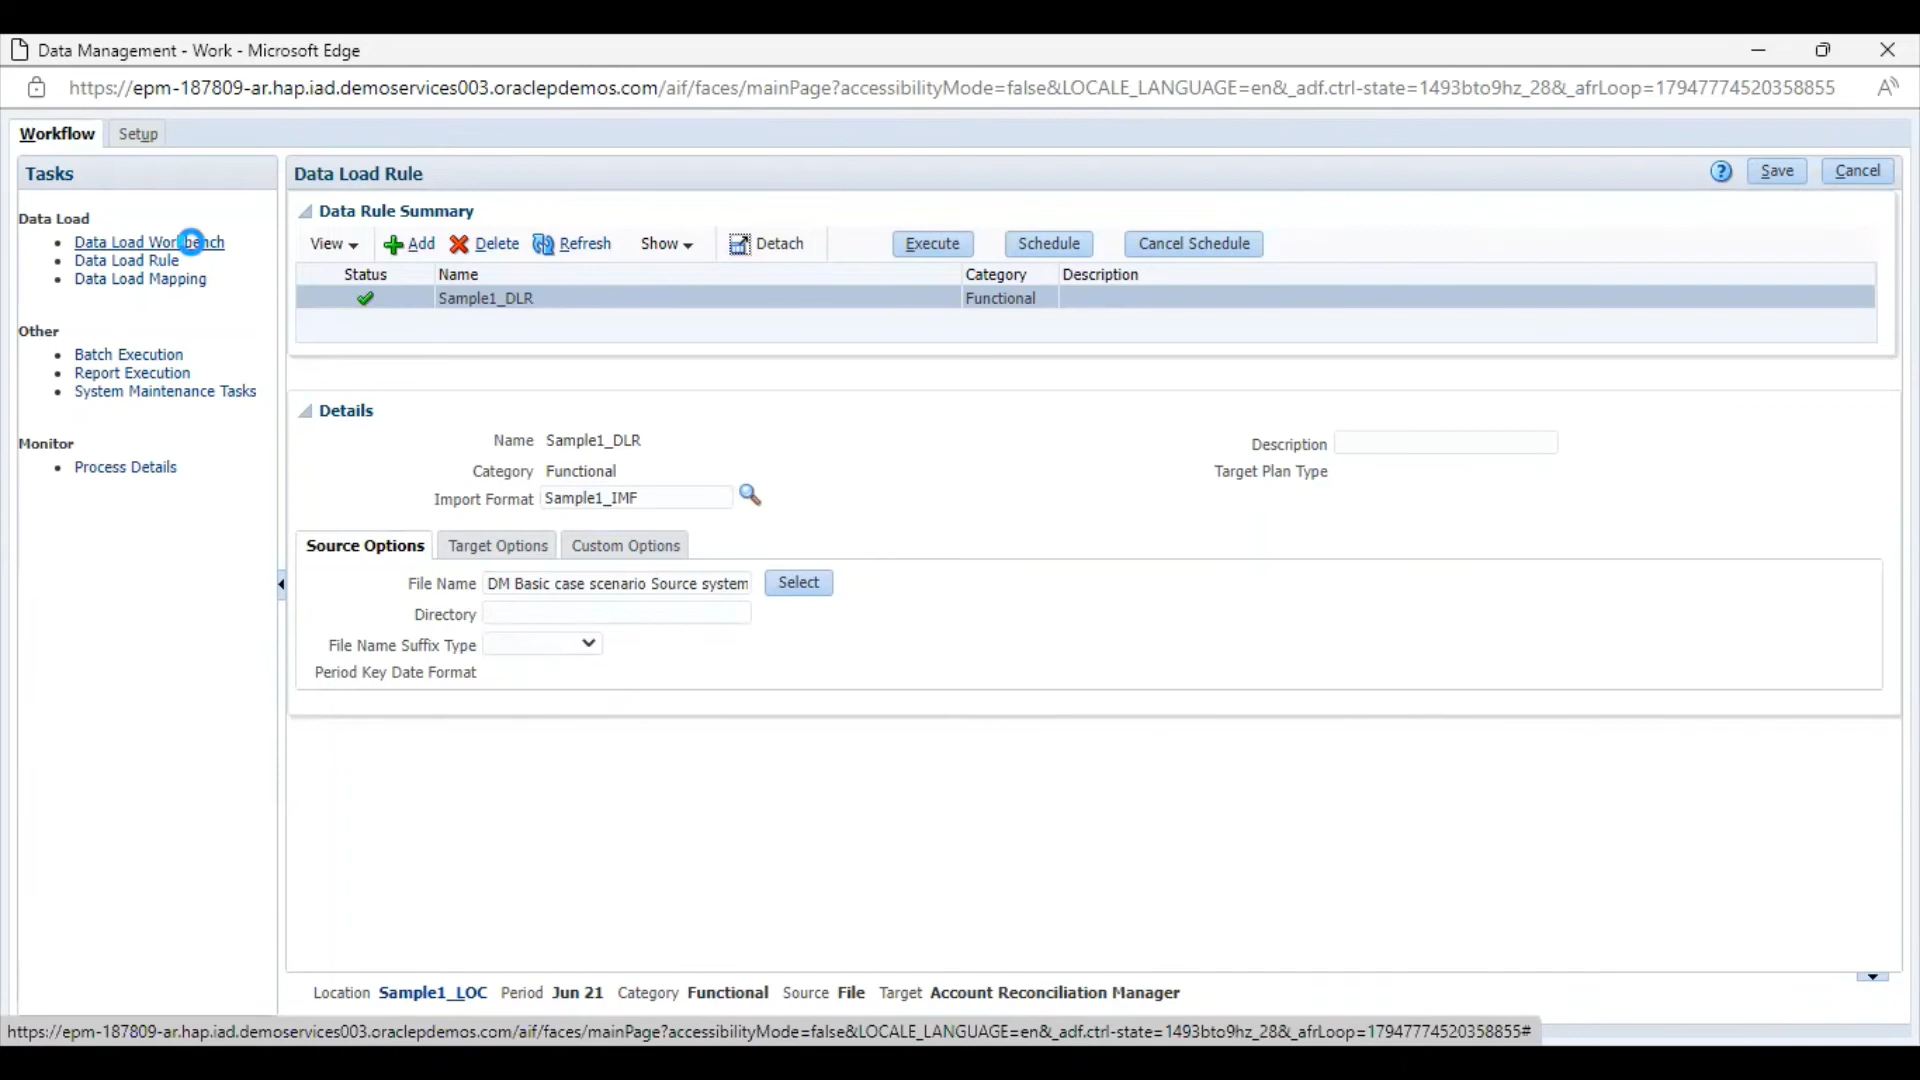 Data Management - Work - Microsoft Edge
https://epm-187809-ar.hap.iad.demoservices003.oraclepdemos.com/aif/faces/mainPage?accessibilityMode=false&LOCALE_LANGUAGE=en&_adf.ctrl-state=1493bto9hz_28&_afrLoop=17947774520358855
Workflow Setup
Tasks
Data Load
Data Load Workbench
Data Load Rule
Data Load Mapping
Other
Batch Execution
Report Execution
System Maintenance Tasks
Monitor
Process Details
Data Load Rule ? Save Cancel
Data Rule Summary
View Add Delete Refresh Show Detach Execute Schedule Cancel Schedule
Status Name Category Description
Sample1_DLR Functional
Details
Name Sample1_DLR
Description
Category Functional
Target Plan Type
Import Format Sample1_IMF
Source Options Target Options Custom Options
File Name DM Basic case scenario Source system Select
Directory
File Name Suffix Type
Period Key Date Format
Location Sample1_LOC Period Jun 21 Category Functional Source File Target Account Reconciliation Manager
https://epm-187809-ar.hap.iad.demoservices003.oraclepdemos.com/aif/faces/mainPage?accessibilityMode=false&LOCALE_LANGUAGE=en&_adf.ctrl-state=1493bto9hz_28&_afrLoop=17947774520358855#